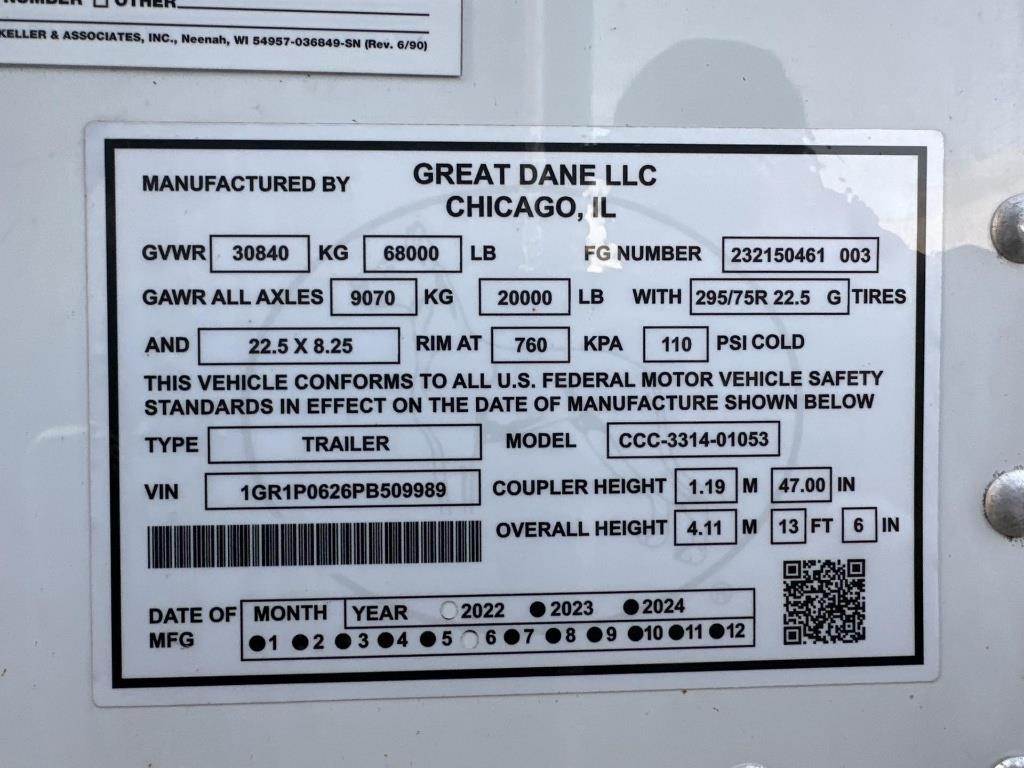 NUMBER □ OTHER
KELLER & ASSOCIATES, INC., Neenah, WI 54957-036849-SN (Rev. 6/90)
MANUFACTURED BY GREAT DANE LLC
CHICAGO, IL
GVWR 30840 KG 68000 LB FG NUMBER 232150461 003
GAWR ALL AXLES 9070 KG 20000 LB WITH 295/75R 22.5 G TIRES
AND 22.5 X 8.25 RIM AT 760 KPA 110 PSI COLD
THIS VEHICLE CONFORMS TO ALL U.S. FEDERAL MOTOR VEHICLE SAFETY
STANDARDS IN EFFECT ON THE DATE OF MANUFACTURE SHOWN BELOW
TYPE TRAILER MODEL CCC-3314-01053
VIN 1GR1P0626PB509989 COUPLER HEIGHT 1.19 M 47.00 IN
OVERALL HEIGHT 4.11 M 13 FT 6 IN
DATE OF MFG MONTH YEAR ○2022 ●2023 ●2024
●1 ●2 ●3 ●4 ●5 ○6 ●7 ●8 ●9 ●10 ●11 ●12